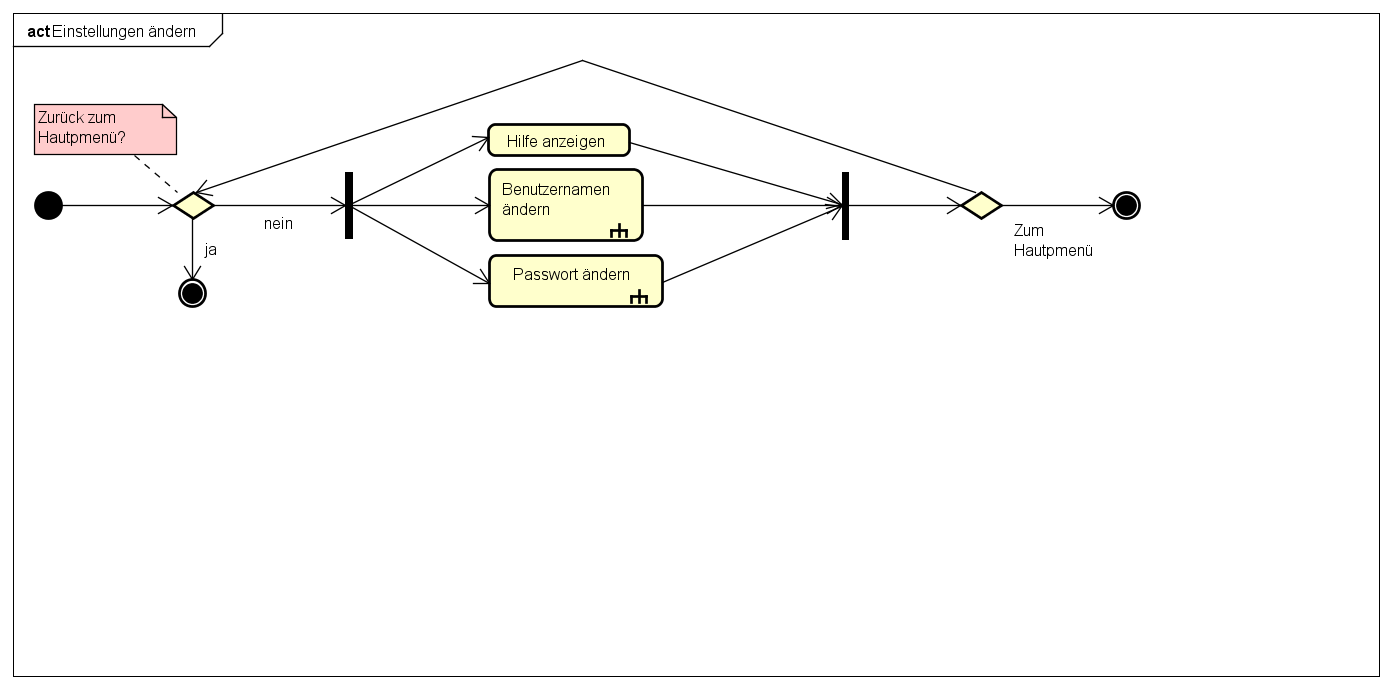 act Einstellungen ändern
Zurück zum
Hautpmenü?
Hilfe anzeigen
Benutzernamen
ändern
nein
Zum
Hautpmenü
ja
Passwort ändern